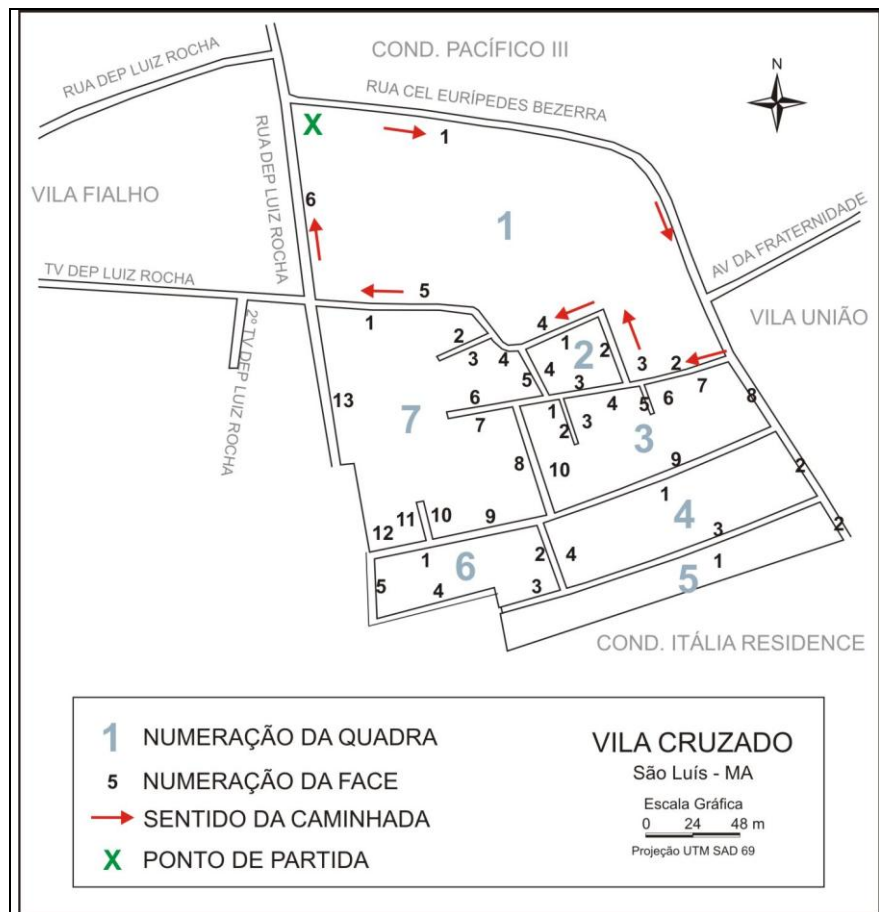 COND. PACÍFICO III
RUA DEP LUIZ ROCHA
RUA CEL EURÍPEDES BEZERRA
N
X
1
RUA DEP LUIZ ROCHA
VILA FIALHO
6
1
AV DA FRATERNIDADE
TV DEP LUIZ ROCHA
5
VILA UNIÃO
2º TV DEP LUIZ ROCHA
1
2
3
4
4
1
2
2
3
2
4
3
5
7
13
7
6
7
1
2
3
4
5
6
8
3
8
10
9
2
1
4
11
10
9
12
3
2
1
6
2
4
1
5
5
4
3
COND. ITÁLIA RESIDENCE
1 NUMERAÇÃO DA QUADRA
5 NUMERAÇÃO DA FACE
SENTIDO DA CAMINHADA
X PONTO DE PARTIDA
VILA CRUZADO
São Luís - MA
Escala Gráfica
0 24 48 m
Projeção UTM SAD 69